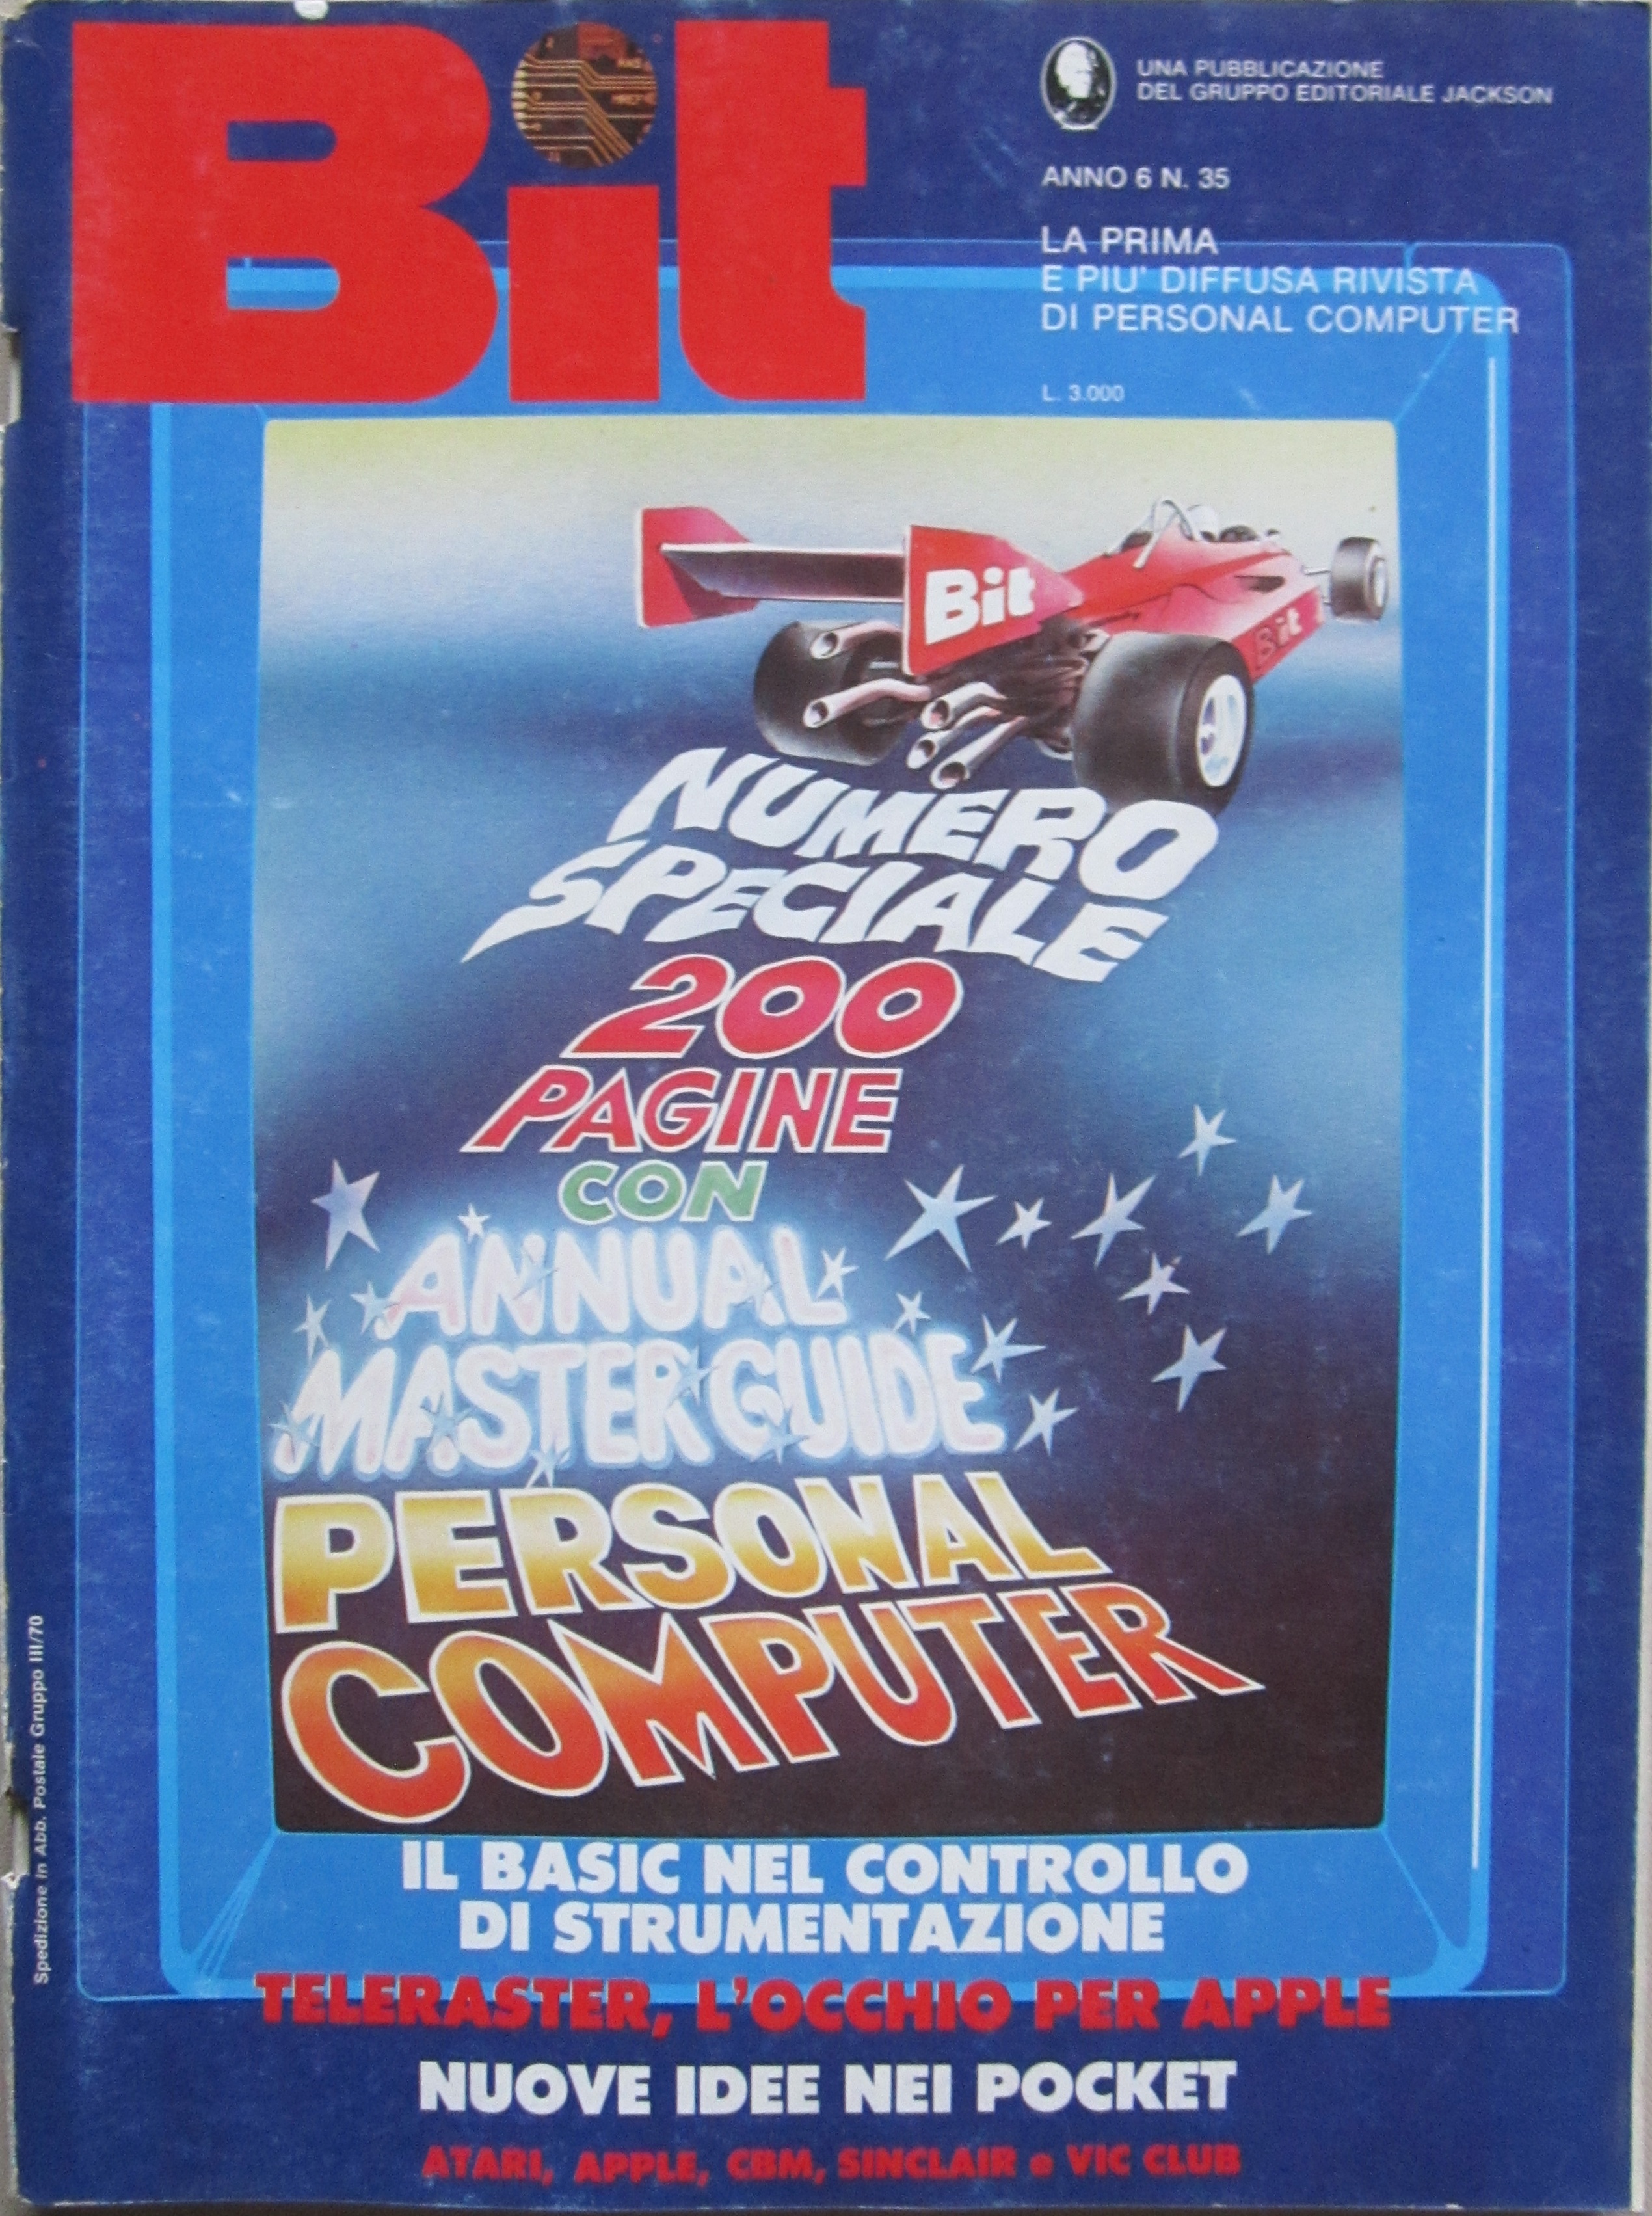 Bit
UNA PUBBLICAZIONE
DEL GRUPPO EDITORIALE JACKSON
ANNO 6 N. 35
LA PRIMA
E PIU' DIFFUSA RIVISTA
DI PERSONAL COMPUTER
L. 3.000
Bit
Bit
NUMERO
SPECIALE
200
PAGINE
CON
ANNUAL
MASTER GUIDE
PERSONAL
COMPUTER
IL BASIC NEL CONTROLLO
DI STRUMENTAZIONE
TELERASTER, L'OCCHIO PER APPLE
NUOVE IDEE NEI POCKET
ATARI, APPLE, CBM, SINCLAIR e VIC CLUB
Spedizione in Abb. Postale Gruppo III/70